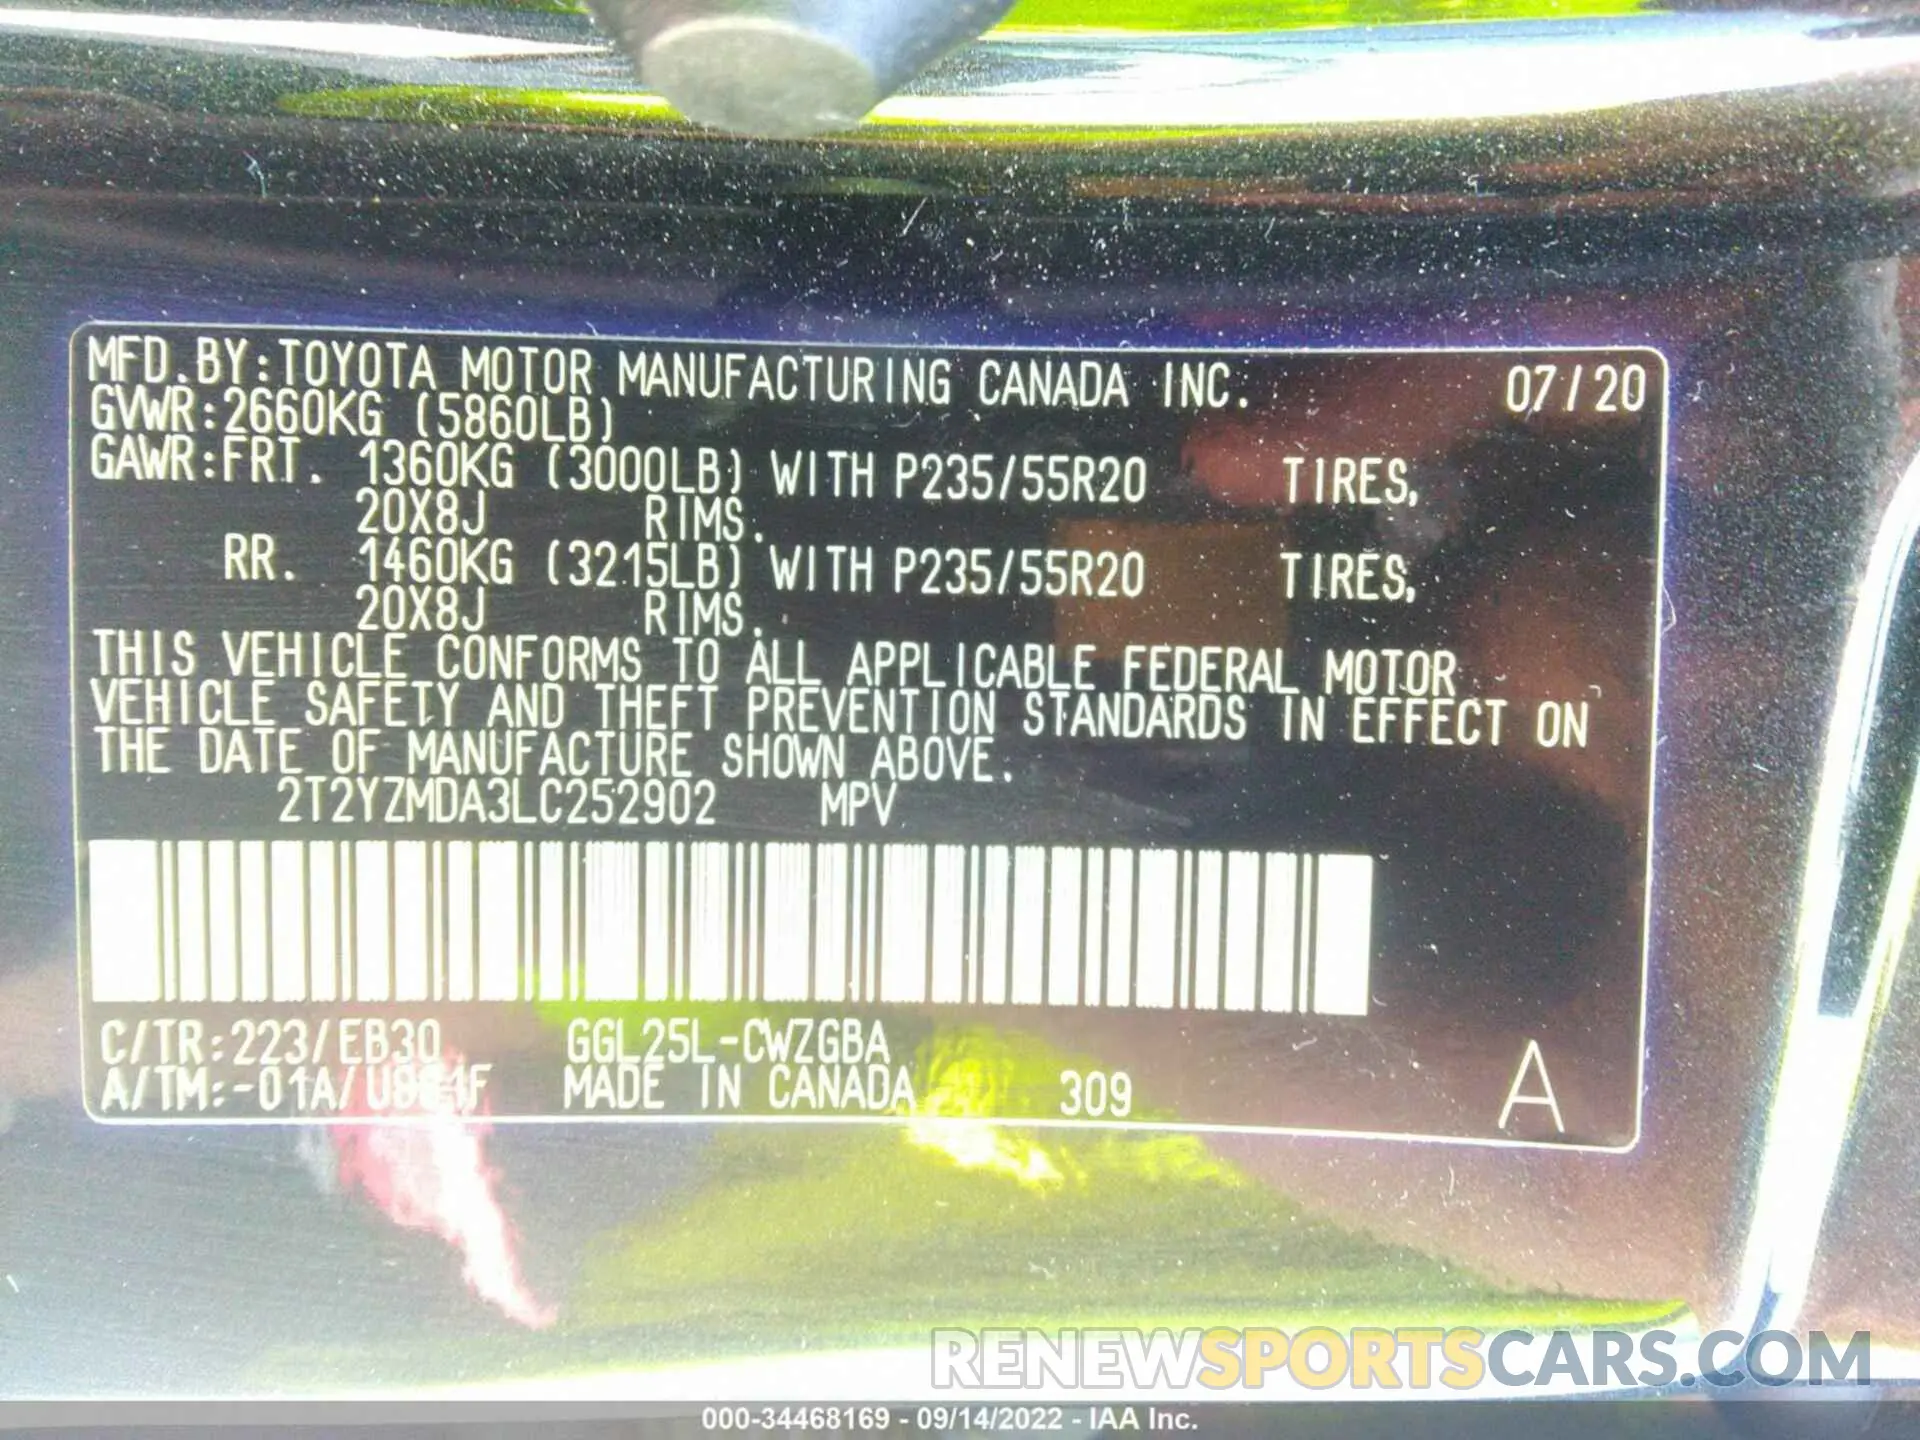 MFD.BY:TOYOTA MOTOR MANUFACTURING CANADA INC. 07/20
GVWR:2660KG (5860LB)
GAWR:FRT. 1360KG (3000LB) WITH P235/55R20 TIRES,
20X8J RIMS.
RR. 1460KG (3215LB) WITH P235/55R20 TIRES,
20X8J RIMS.
THIS VEHICLE CONFORMS TO ALL APPLICABLE FEDERAL MOTOR
VEHICLE SAFETY AND THEFT PREVENTION STANDARDS IN EFFECT ON
THE DATE OF MANUFACTURE SHOWN ABOVE.
2T2YZMDA3LC252902 MPV
C/TR:223/EB30 GGL25L-CWZGBA
A/TM:-01A/ MADE IN CANADA 309 A
RENEWSPORTSCARS.COM
000-34468169 - 09/14/2022 - IAA Inc.